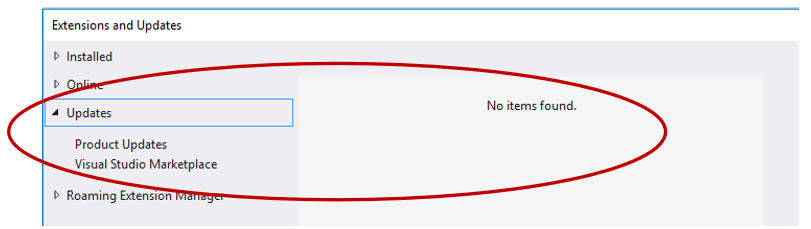 Extensions and Updates
Installed
Online
Updates
No items found.
Product Updates
Visual Studio Marketplace
Roaming Extension Manager